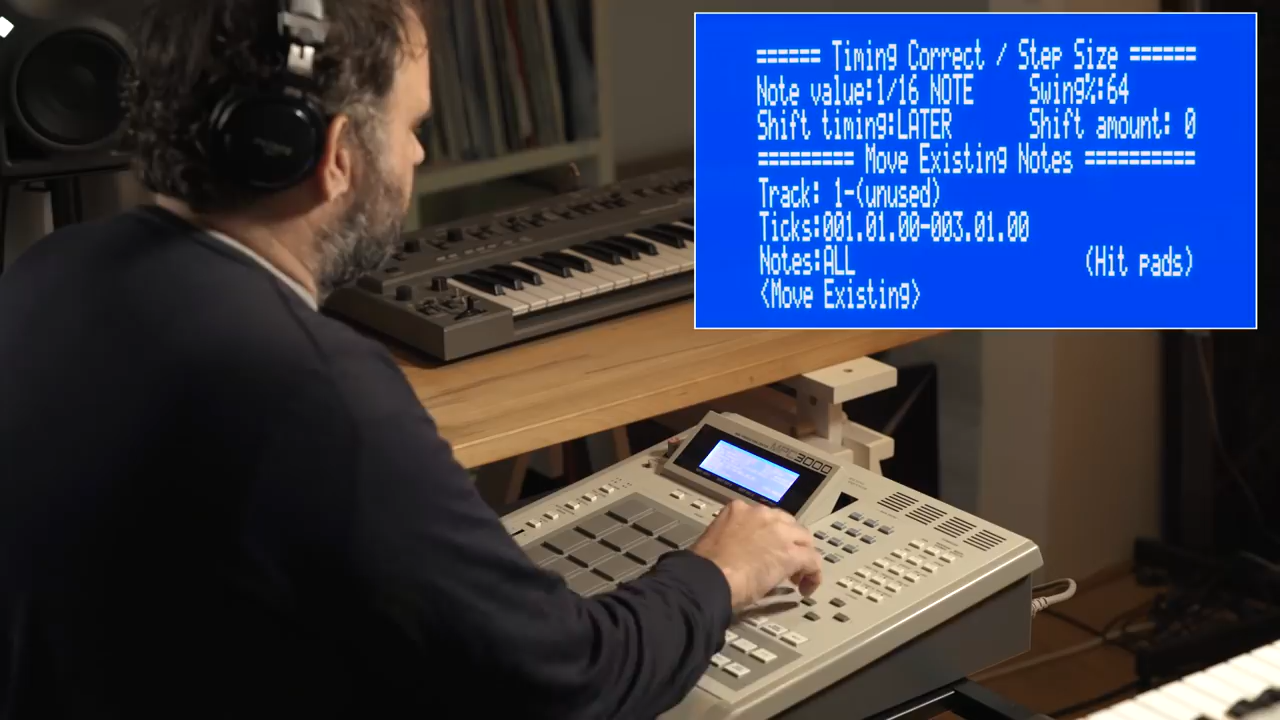 ====== Timing Correct / Step Size ======
Note value:1/16 NOTE Swing%:64
Shift timing:LATER Shift amount: 0
========= Move Existing Notes ==========
Track: 1-(unused)
Ticks:001.01.00-003.01.00
Notes:ALL (Hit pads)
<Move Existing>
MPC3000